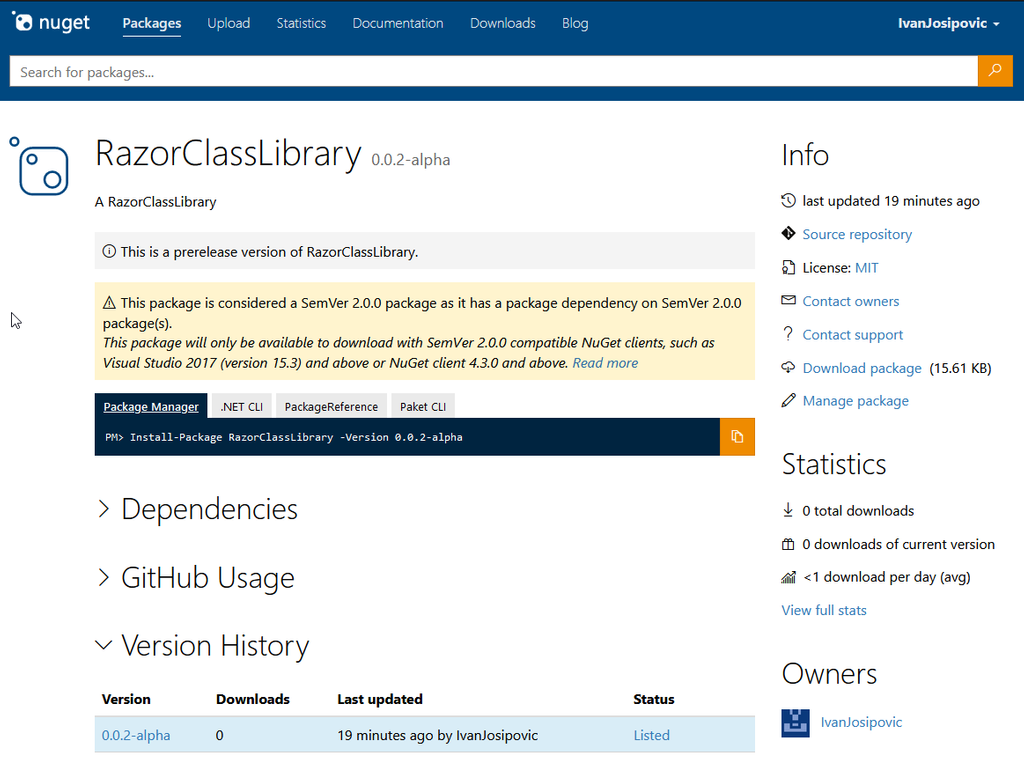 nuget Packages Upload Statistics Documentation Downloads Blog IvanJosipovic
Search for packages...
RazorClassLibrary 0.0.2-alpha
A RazorClassLibrary
This is a prerelease version of RazorClassLibrary.
This package is considered a SemVer 2.0.0 package as it has a package dependency on SemVer 2.0.0
package(s).
This package will only be available to download with SemVer 2.0.0 compatible NuGet clients, such as
Visual Studio 2017 (version 15.3) and above or NuGet client 4.3.0 and above. Read more
Package Manager .NET CLI PackageReference Paket CLI
PM> Install-Package RazorClassLibrary -Version 0.0.2-alpha
Dependencies
GitHub Usage
Version History
Version Downloads Last updated Status
0.0.2-alpha 0 19 minutes ago by IvanJosipovic Listed
Info
last updated 19 minutes ago
Source repository
License: MIT
Contact owners
? Contact support
Download package (15.61 KB)
Manage package
Statistics
0 total downloads
0 downloads of current version
<1 download per day (avg)
View full stats
Owners
IvanJosipovic